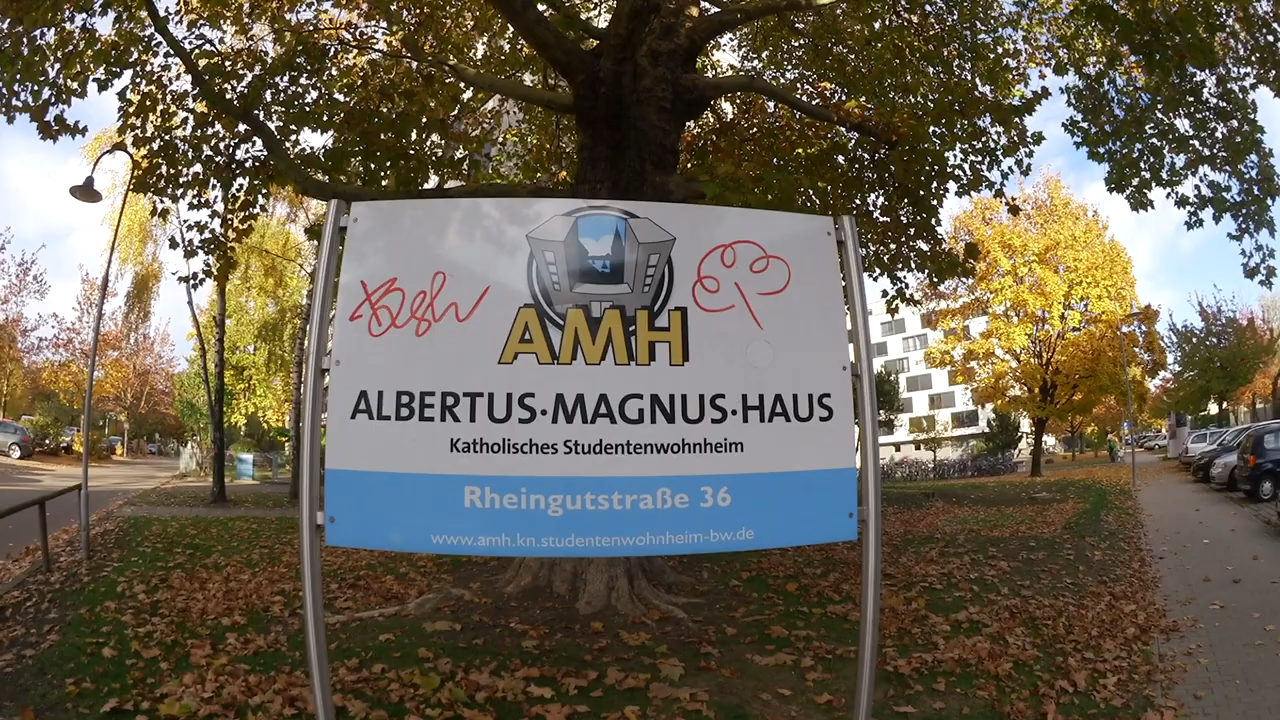 AMH
ALBERTUS·MAGNUS·HAUS
Katholisches Studentenwohnheim
Rheingutstraße 36
www.amh.kn.studentenwohnheim-bw.de